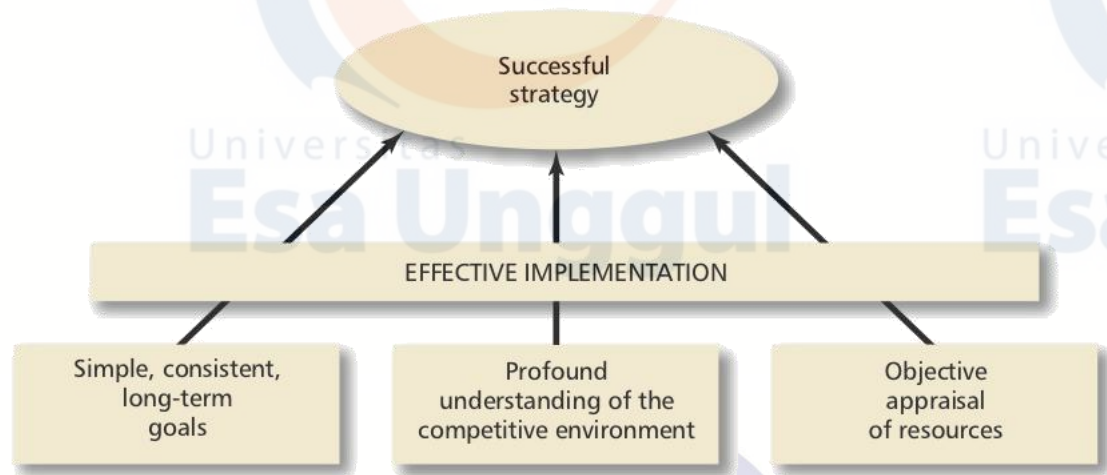 Successful
strategy
Universitas
Esa Unggul
Unive
Esa
EFFECTIVE IMPLEMENTATION
Simple, consistent,
long-term
goals
Profound
understanding of the
competitive environment
Objective
appraisal
of resources